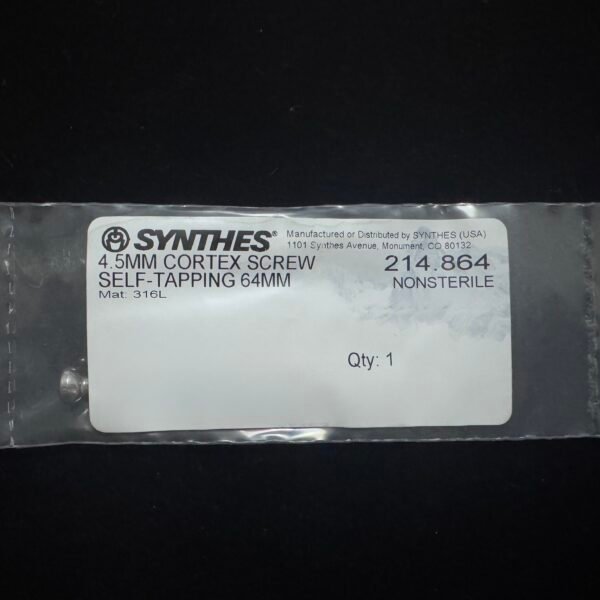 SYNTHES®
Manufactured or Distributed by SYNTHES (USA)
1101 Synthes Avenue, Monument, CO 80132
4.5MM CORTEX SCREW
214.864
SELF-TAPPING 64MM
NONSTERILE
Mat: 316L
Qty: 1